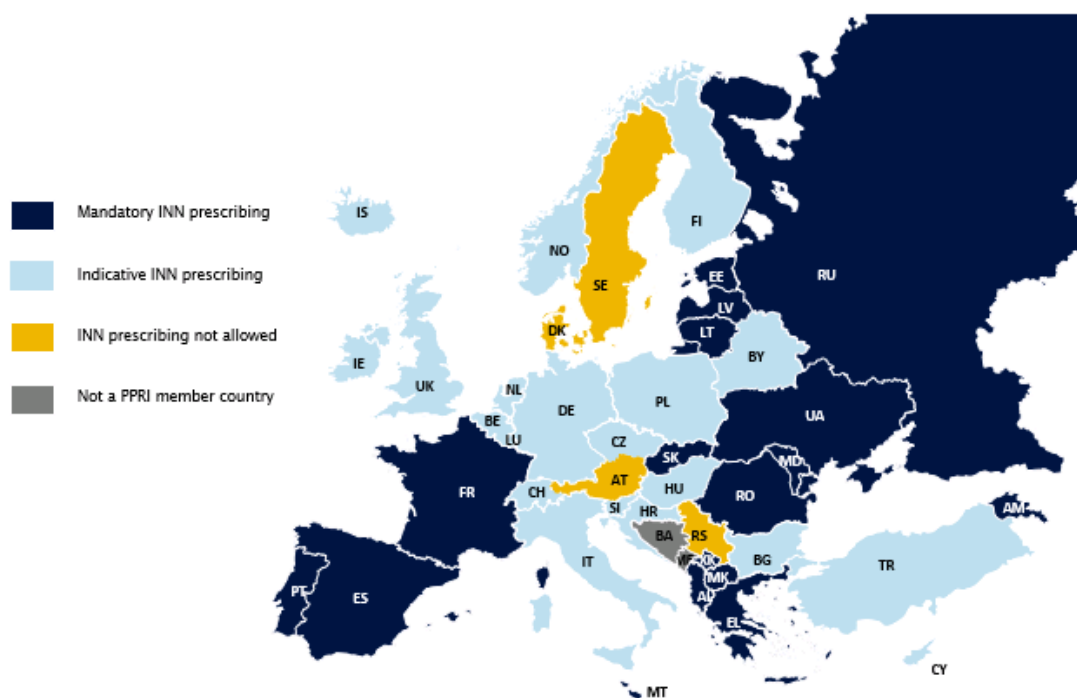 Mandatory INN prescribing
Indicative INN prescribing
INN prescribing not allowed
Not a PPRI member country
IS
NO
FI
SE
RU
EE
LV
DK
LT
IE
UK
NL
BY
BE
DE
PL
LU
CZ
UA
SK
MD
FR
CH
AT
HU
RO
SI
HR
BA
RS
AM
IT
ME
XK
BG
TR
PT
ES
MK
AL
EL
CY
MT